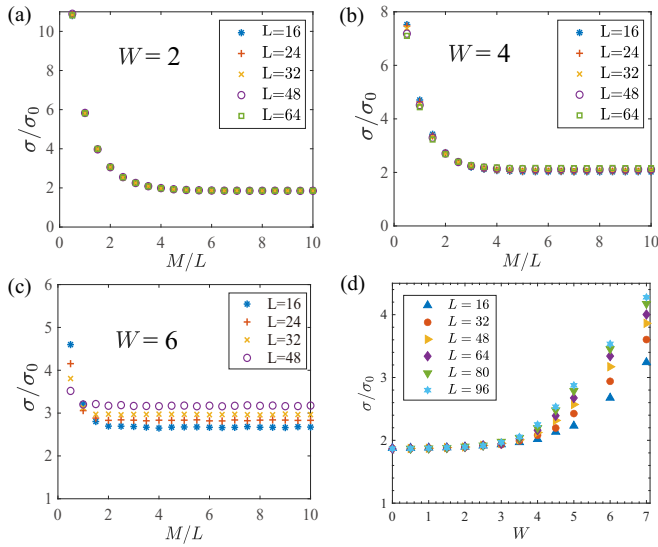 (a)
W = 2
L=16
L=24
L=32
L=48
L=64
σ/σ₀
10
8
6
4
2
0
0 2 4 6 8 10
M/L
(b)
W = 4
L=16
L=24
L=32
L=48
L=64
σ/σ₀
8
6
4
2
0
0 2 4 6 8 10
M/L
(c)
W = 6
L=16
L=24
L=32
L=48
σ/σ₀
6
5
4
3
2
1
0 2 4 6 8 10
M/L
(d)
L = 16
L = 32
L = 48
L = 64
L = 80
L = 96
σ/σ₀
4
2
1
0 1 2 3 4 5 6 7
W